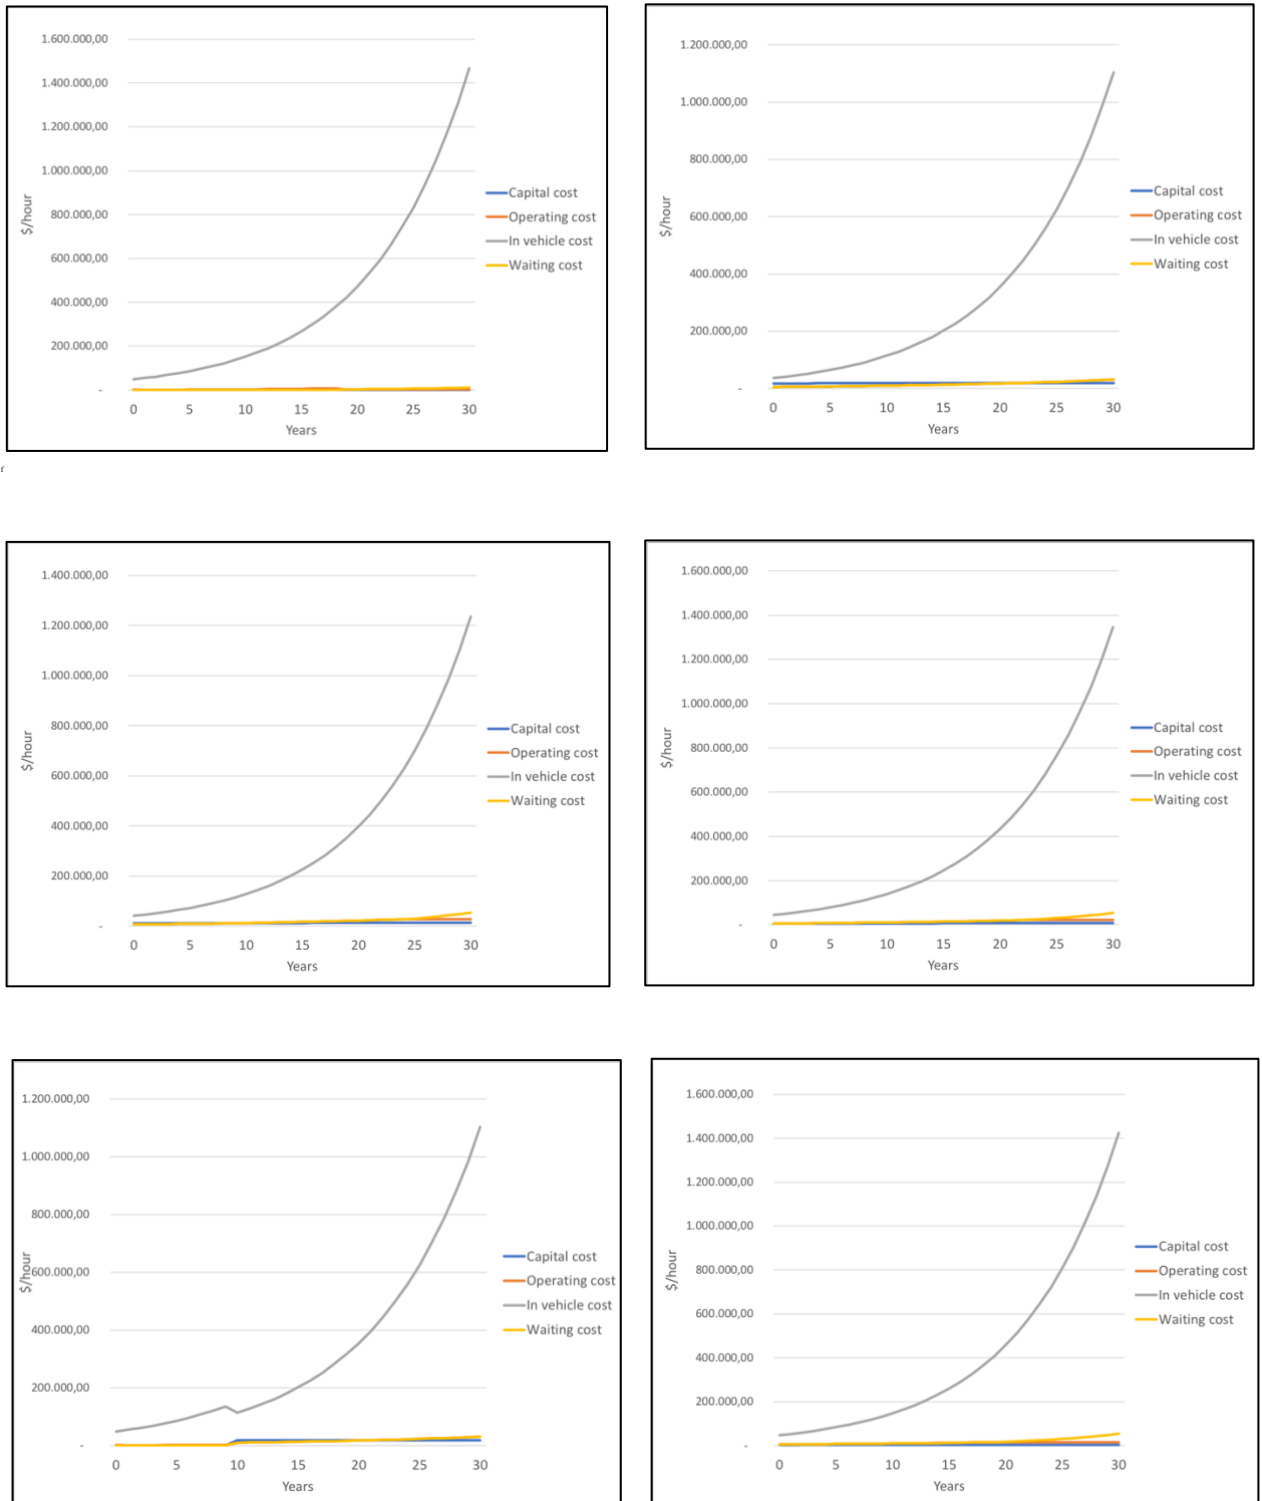 1.600.000,00
1.400.000,00
1.200.000,00
1.000.000,00
800.000,00
600.000,00
400.000,00
200.000,00
-
$/hour
0 5 10 15 20 25 30
Years
Capital cost
Operating cost
In vehicle cost
Waiting cost
1.200.000,00
1.000.000,00
800.000,00
600.000,00
400.000,00
200.000,00
-
$/hour
0 5 10 15 20 25 30
Years
Capital cost
Operating cost
In vehicle cost
Waiting cost
1.400.000,00
1.200.000,00
1.000.000,00
800.000,00
600.000,00
400.000,00
200.000,00
-
$/hour
0 5 10 15 20 25 30
Years
Capital cost
Operating cost
In vehicle cost
Waiting cost
1.600.000,00
1.400.000,00
1.200.000,00
1.000.000,00
800.000,00
600.000,00
400.000,00
200.000,00
-
$/hour
0 5 10 15 20 25 30
Years
Capital cost
Operating cost
In vehicle cost
Waiting cost
1.200.000,00
1.000.000,00
800.000,00
600.000,00
400.000,00
200.000,00
-
$/hour
0 5 10 15 20 25 30
Years
Capital cost
Operating cost
In vehicle cost
Waiting cost
1.600.000,00
1.400.000,00
1.200.000,00
1.000.000,00
800.000,00
600.000,00
400.000,00
200.000,00
-
$/hour
0 5 10 15 20 25 30
Years
Capital cost
Operating cost
In vehicle cost
Waiting cost